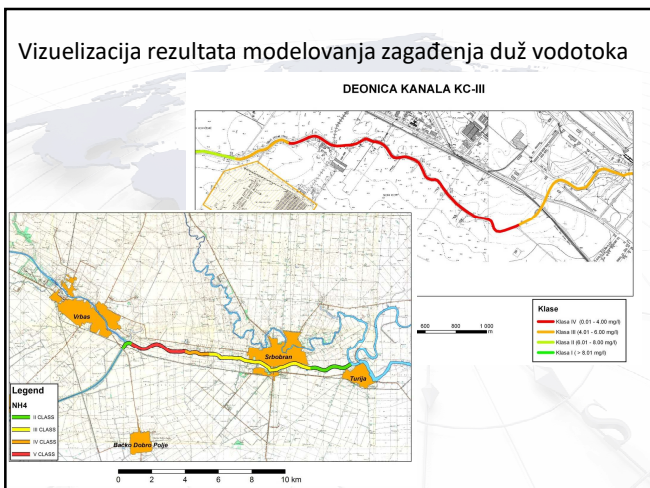 Vizuelizacija rezultata modelovanja zagađenja duž vodotoka
DEONICA KANALA KC-III
Klase
Klasa IV (0.01 - 4.00 mg/l)
Klasa III (4.01 - 6.00 mg/l)
Klasa II (6.01 - 8.00 mg/l)
Klasa I ( > 8.01 mg/l)
600 800 1 000
m
Vrbas
Srbobran
Turija
Bačko Dobro Polje
Legend
NH4
II CLASS
III CLASS
IV CLASS
V CLASS
0 2 4 6 8 10 km